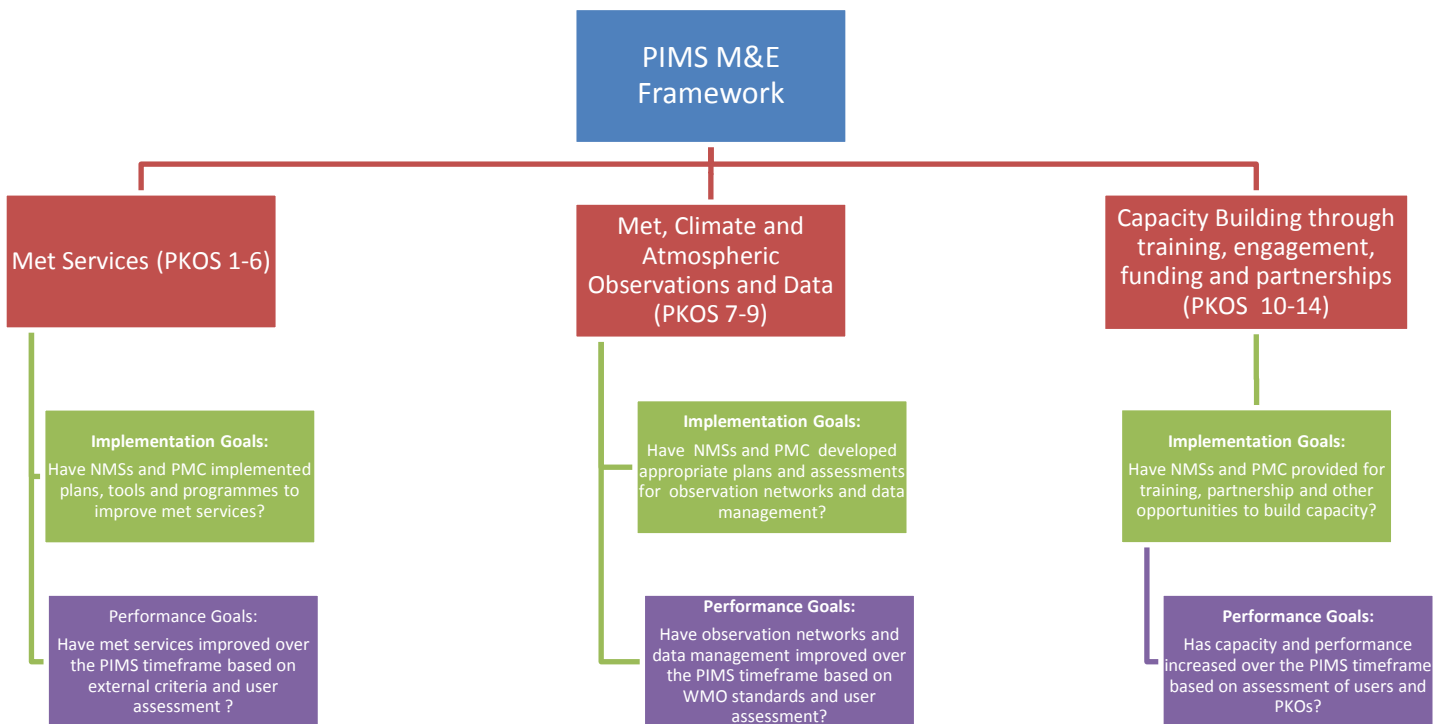 PIMS M&E
Framework
Met Services (PKOS 1-6)
Met, Climate and
Atmospheric
Observations and Data
(PKOS 7-9)
Capacity Building through
training, engagement,
funding and partnerships
(PKOS 10-14)
Implementation Goals:
Have NMSs and PMC implemented
plans, tools and programmes to
improve met services?
Implementation Goals:
Have NMSs and PMC developed
appropriate plans and assessments
for observation networks and data
management?
Implementation Goals:
Have NMSs and PMC provided for
training, partnership and other
opportunities to build capacity?
Performance Goals:
Have met services improved over
the PIMS timeframe based on
external criteria and user
assessment ?
Performance Goals:
Have observation networks and
data management improved over
the PIMS timeframe based on
WMO standards and user
assessment?
Performance Goals:
Has capacity and performance
increased over the PIMS timeframe
based on assessment of users and
PKOs?